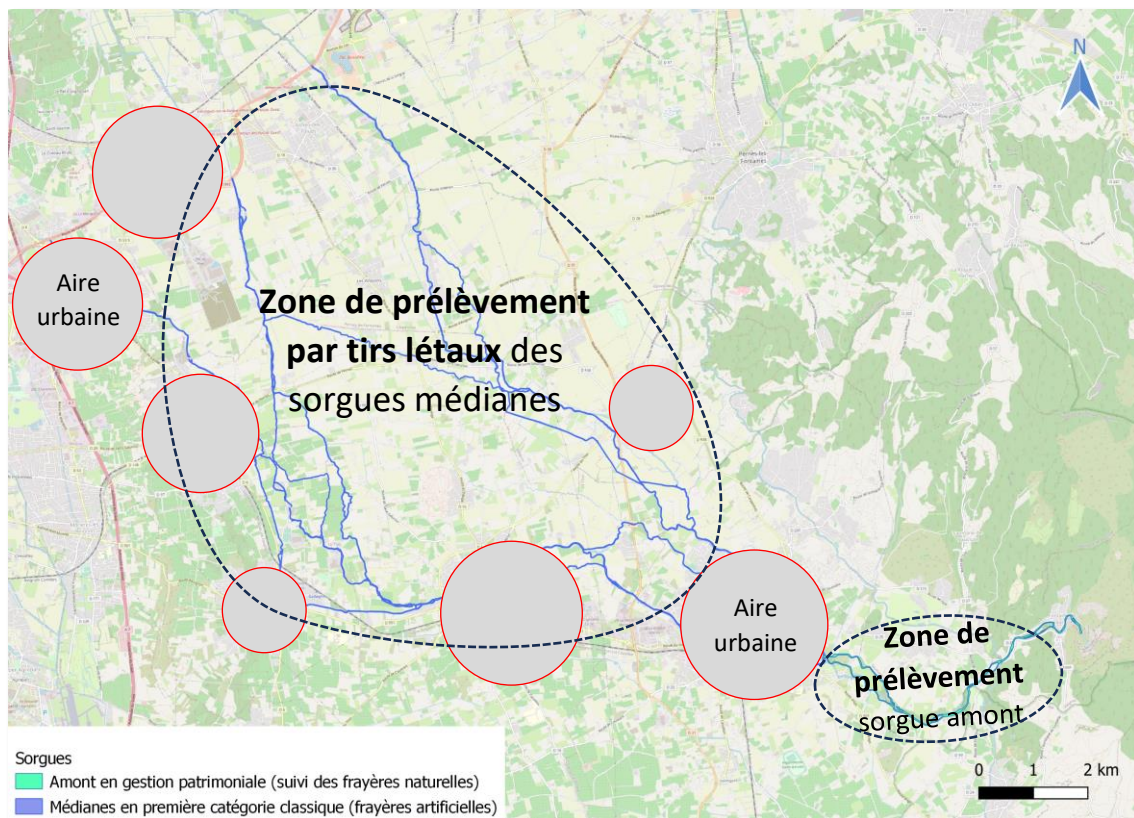 N
Aire
urbaine
Zone de prélèvement
par tirs létaux des
sorgues médianes
Aire
urbaine
Zone de
prélèvement
sorgue amont
Sorgues
Amont en gestion patrimoniale (suivi des frayères naturelles)
Médianes en première catégorie classique (frayères artificielles)
0 1 2 km